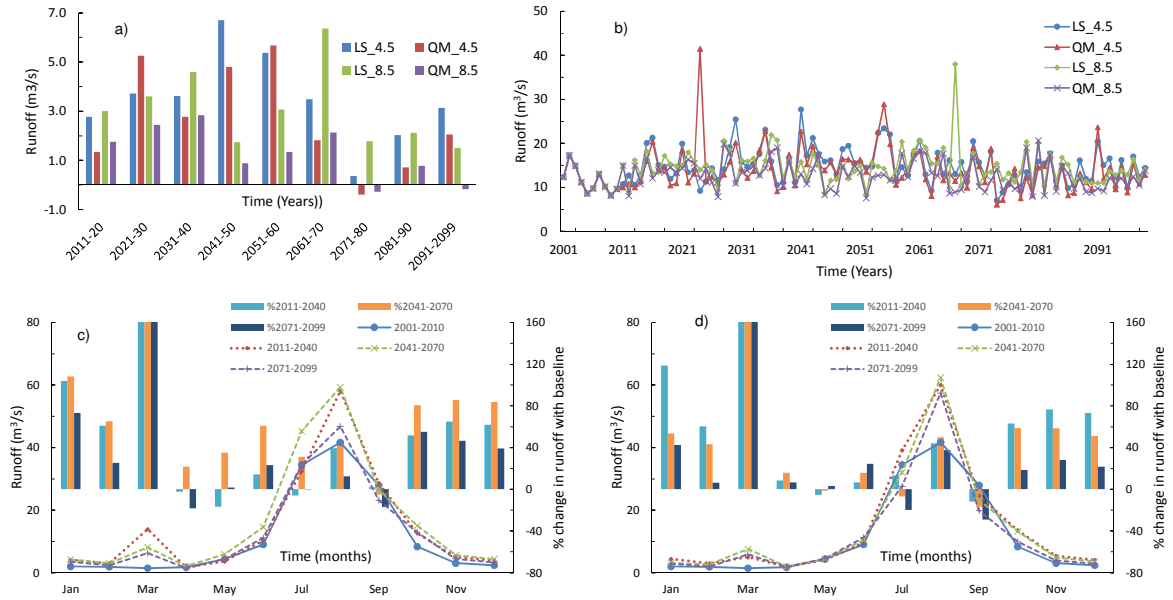 a)
7.0
5.0
3.0
1.0
-1.0
Runoff (m3/s)
LS_4.5
QM_4.5
LS_8.5
QM_8.5
Time (Years))
2011-20
2021-30
2031-40
2041-50
2051-60
2061-70
2071-80
2081-90
2091-2099
b)
50
40
30
20
10
0
Runoff (m³/s)
LS_4.5
QM_4.5
LS_8.5
QM_8.5
2001 2011 2021 2031 2041 2051 2061 2071 2081 2091
Time (Years)
c)
%2011-2040 %2041-2070
%2071-2099 2001-2010
2011-2040 2041-2070
2071-2099
80
60
40
20
0
Runoff (m³/s)
160
120
80
40
0
-40
-80
% change in runoff with baseline
Time (months)
Jan Mar May Jul Sep Nov
d)
%2011-2040 %2041-2070
%2071-2099 2001-2010
2011-2040 2041-2070
2071-2099
80
60
40
20
0
Runoff (m³/s)
160
120
80
40
0
-40
-80
% change in runoff with baseline
Time (months)
Jan Mar May Jul Sep Nov